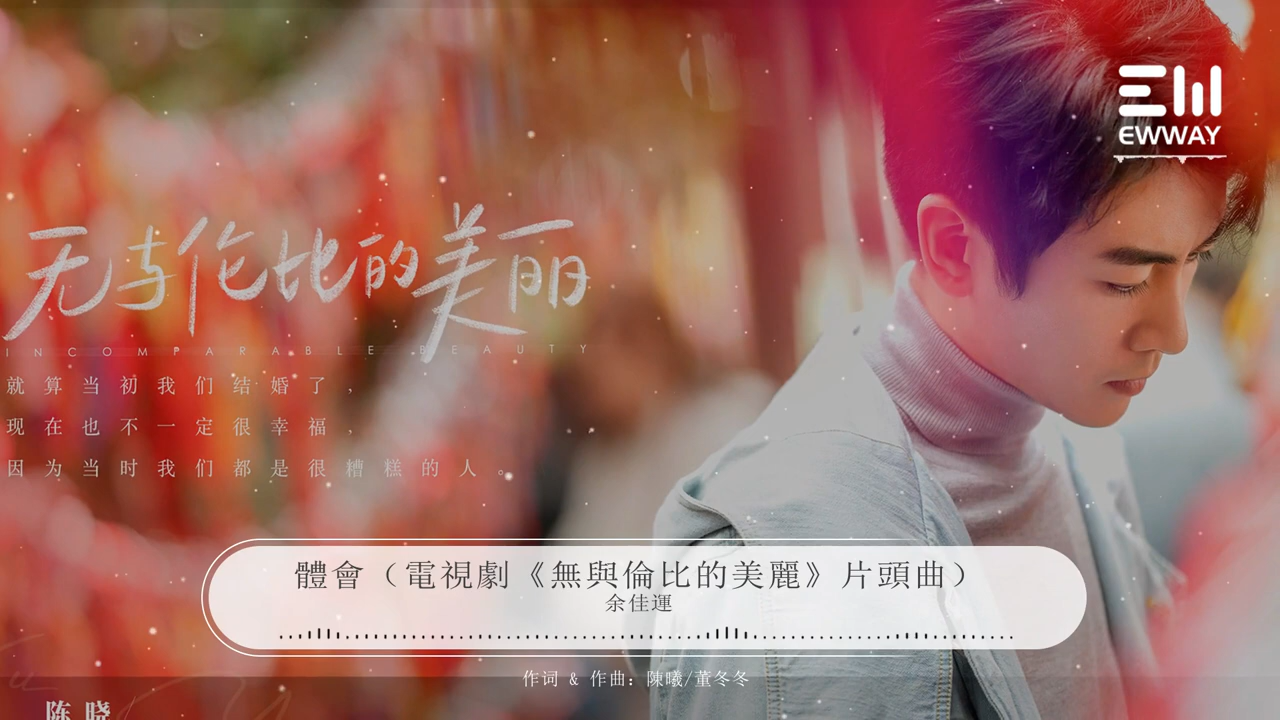 EWWAY
无与伦比的美丽
INCOMPARABLE BEAUTY
就算当初我们结婚了，
现在也不一定很幸福，
因为当时我们都是很糟糕的人。
體會（電視劇《無與倫比的美麗》片頭曲）
余佳運
作词 & 作曲：陳曦/董冬冬
陈晓